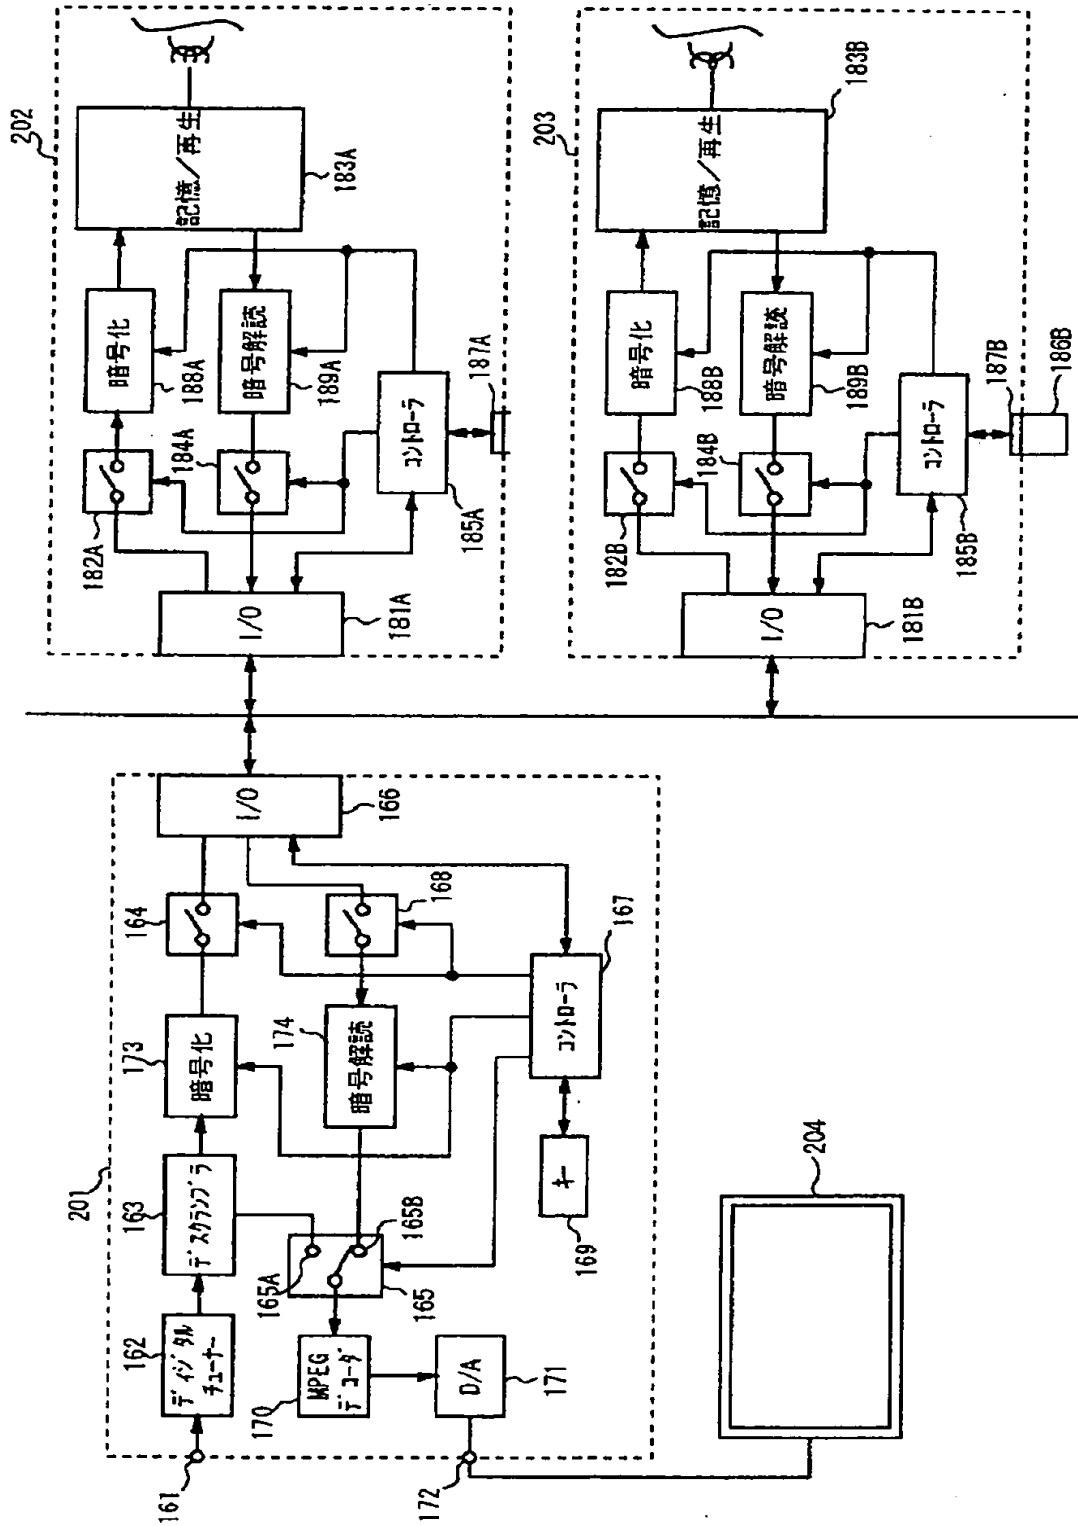 201
161
162
ディジタル
チューナー
163
デスクランブラ
173
暗号化
164
I/O
166
165A
165B
165
174
暗号解読
168
170
MPEG
デコーダ
D/A
171
172
169
キー
コントローラ
167
204
202
I/O
181A
182A
184A
188A
暗号化
暗号解読
189A
記憶/再生
183A
コントローラ
185A
187A
203
I/O
181B
182B
184B
188B
暗号化
暗号解読
189B
記憶/再生
183B
コントローラ
185B
187B
186B